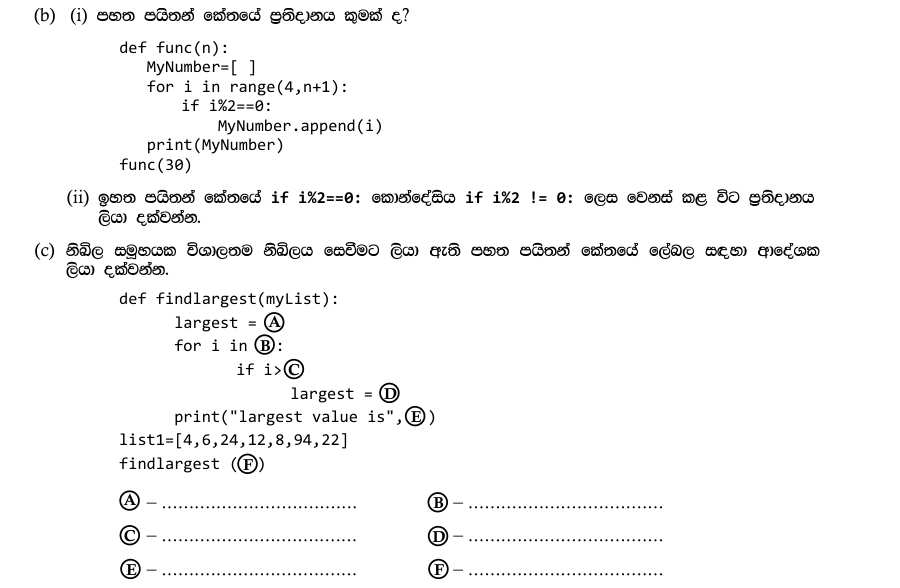 (b) (i) පහත පයිතන් කේතයේ ප්‍රතිදානය කුමක් ද?
def func(n):
MyNumber=[ ]
for i in range(4,n+1):
if i%2==0:
MyNumber.append(i)
print(MyNumber)
func(30)
(ii) ඉහත පයිතන් කේතයේ if i%2==0: කොන්දේසිය if i%2 != 0: ලෙස වෙනස් කළ විට ප්‍රතිදානය
ලියා දක්වන්න.
(c) නිඛිල සමූහයක විශාලතම නිඛිලය සෙවීමට ලියා ඇති පහත පයිතන් කේතයේ ලේබල සඳහා ආදේශක
ලියා දක්වන්න.
def findlargest(myList):
largest = Ⓐ
for i in Ⓑ:
if i>Ⓒ
largest = Ⓓ
print("largest value is",Ⓔ)
list1=[4,6,24,12,8,94,22]
findlargest (Ⓕ)
Ⓐ – .................................... Ⓑ – ....................................
Ⓒ – .................................... Ⓓ – ....................................
Ⓔ – .................................... Ⓕ – ....................................